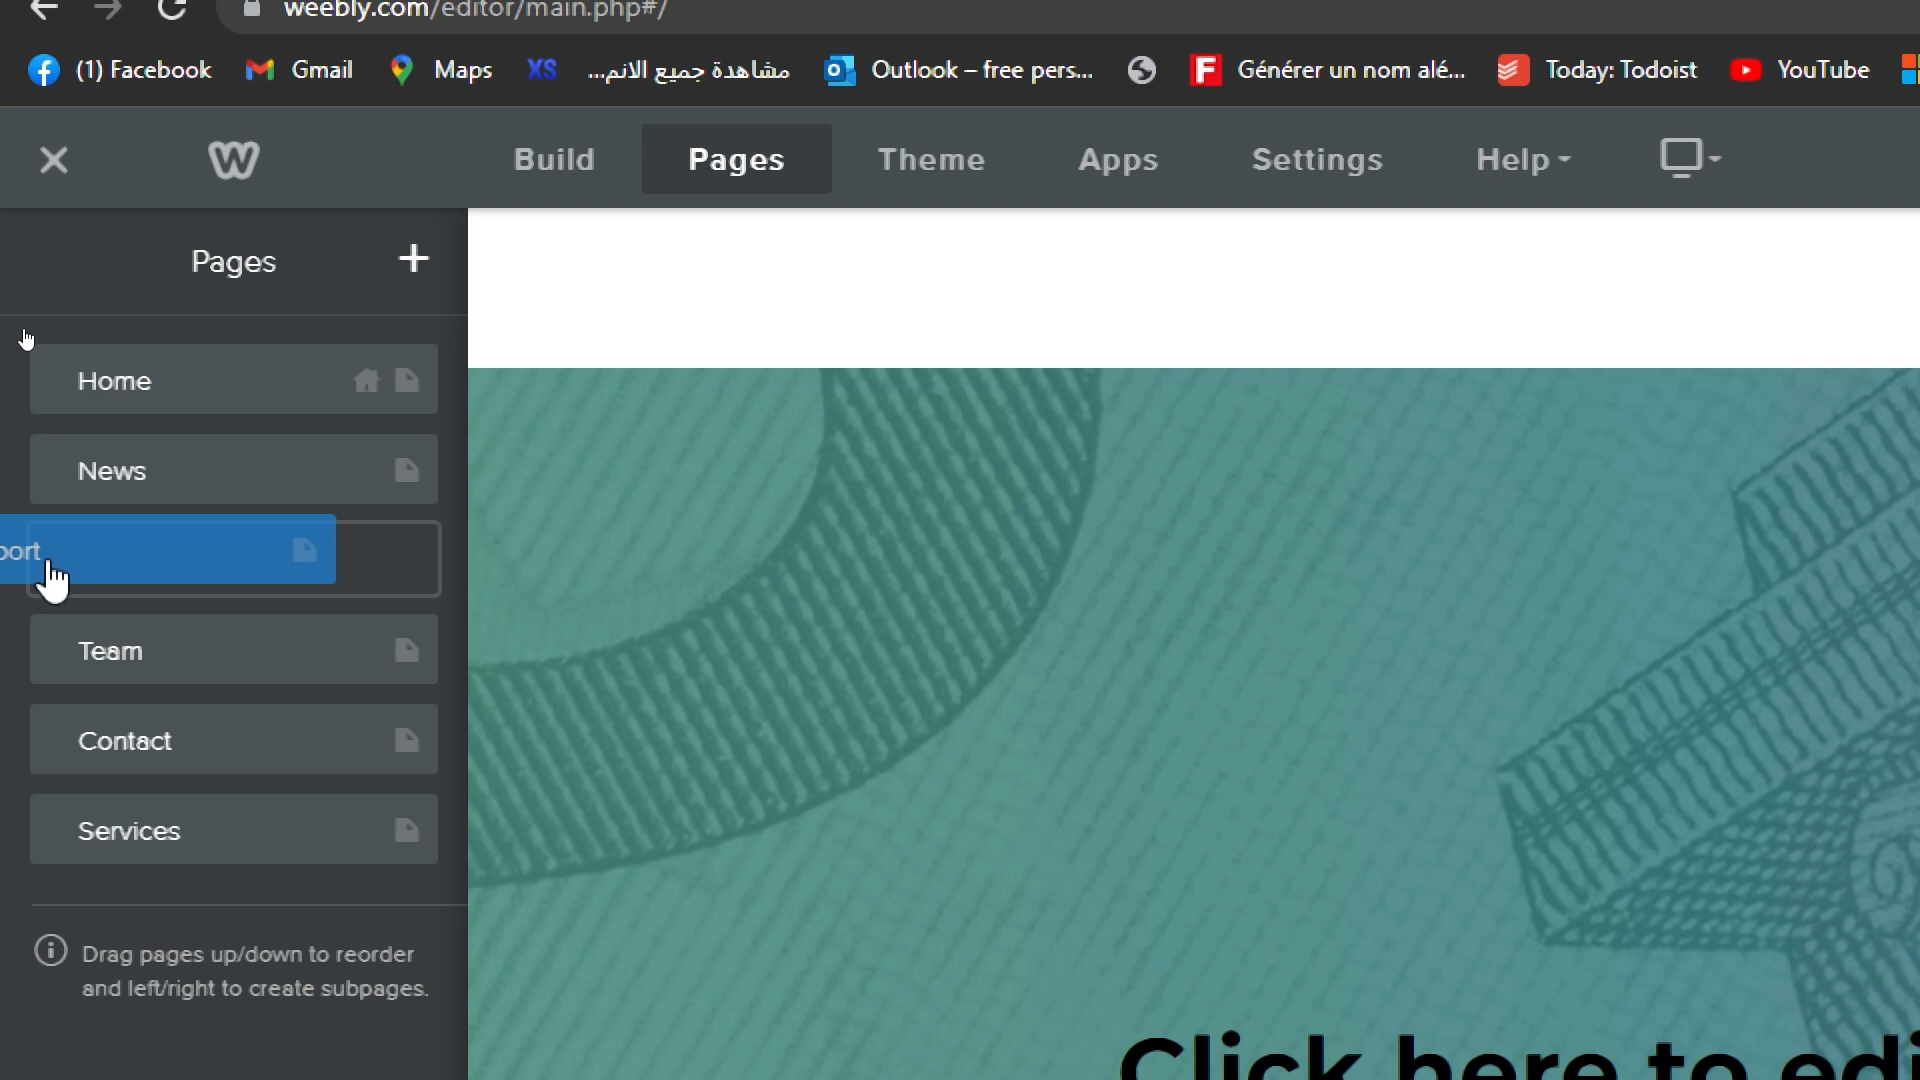 weebly.com/editor/main.php#/
(1) Facebook
Gmail
Maps
XS
مشاهدة جميع الانم...
Outlook – free pers...
Générer un nom alé...
Today: Todoist
YouTube
Build
Pages
Theme
Apps
Settings
Help
Pages
Home
News
port
Team
Contact
Services
Drag pages up/down to reorder
and left/right to create subpages.
Click here to edi